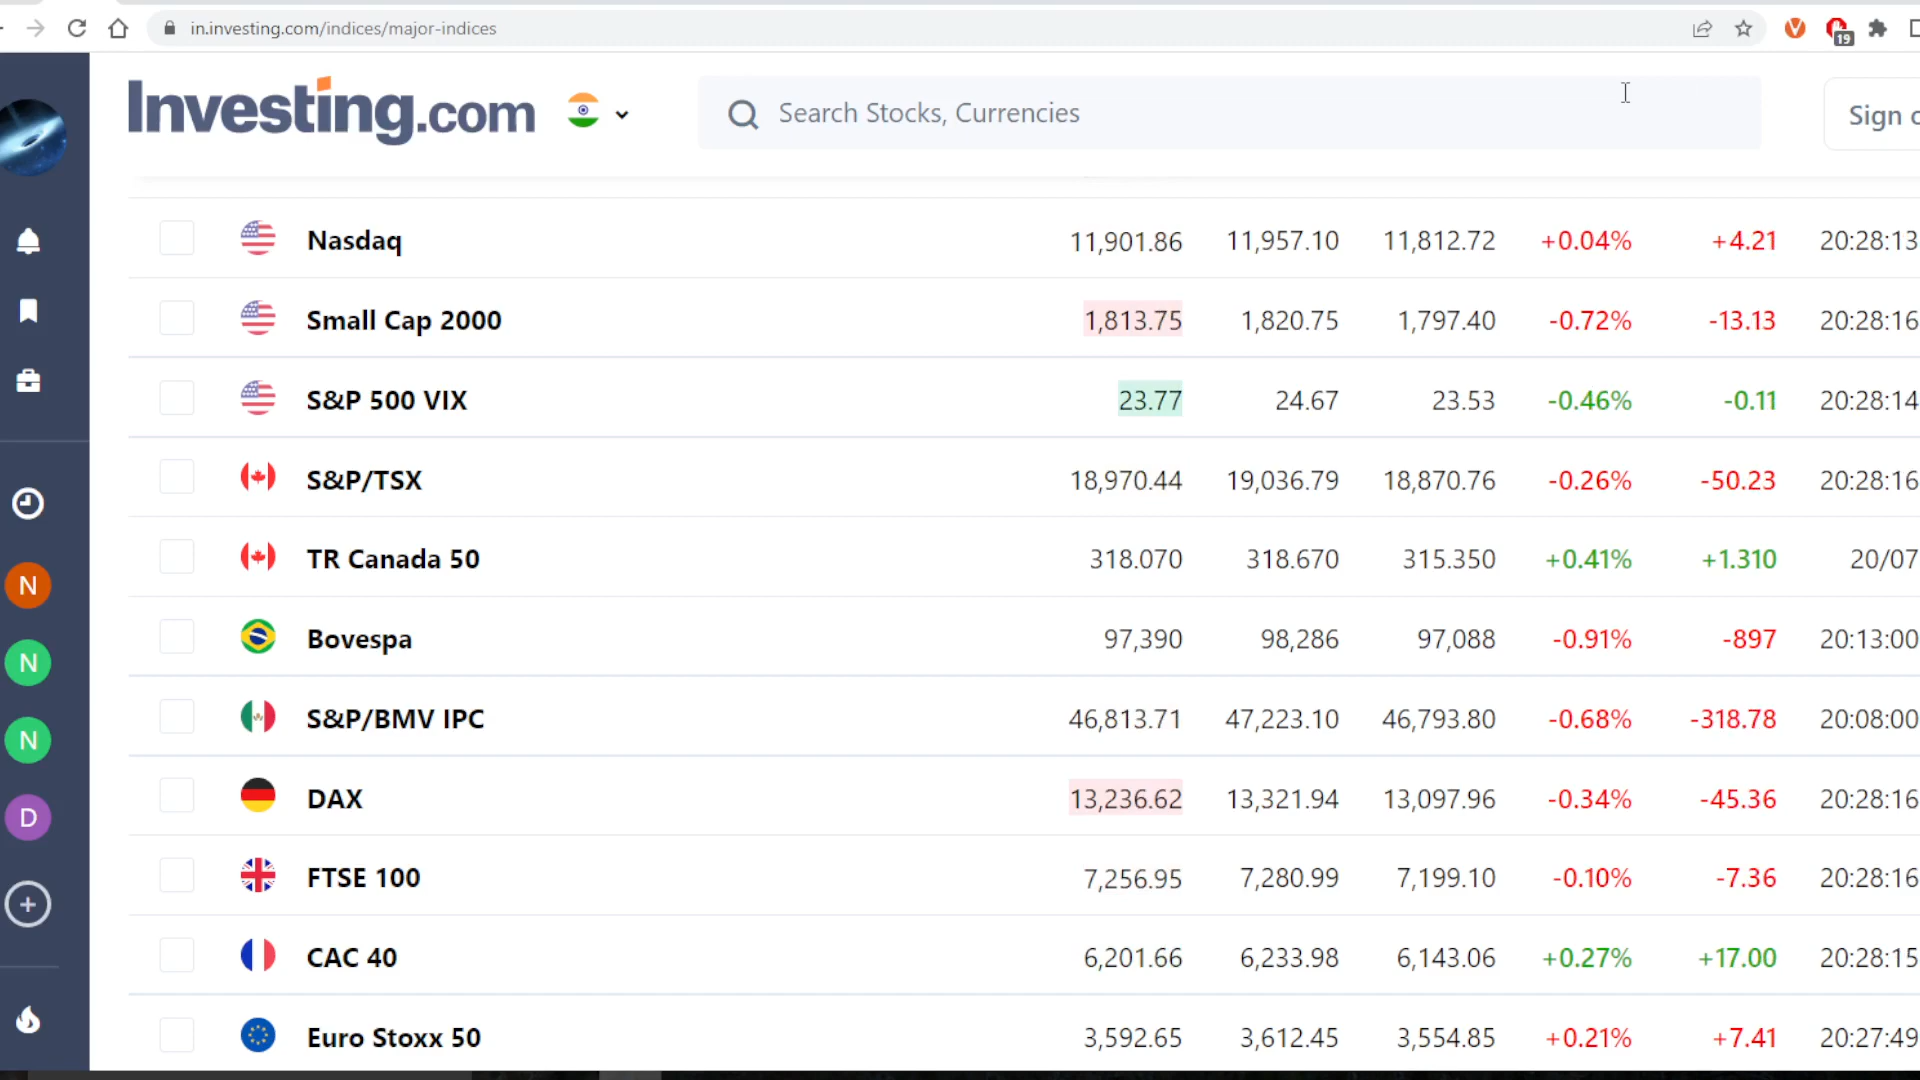 in.investing.com/indices/major-indices
19
Investing.com
Search Stocks, Currencies
Sign
Nasdaq 11,901.86 11,957.10 11,812.72 +0.04% +4.21 20:28:13
Small Cap 2000 1,813.75 1,820.75 1,797.40 -0.72% -13.13 20:28:16
S&P 500 VIX 23.77 24.67 23.53 -0.46% -0.11 20:28:14
S&P/TSX 18,970.44 19,036.79 18,870.76 -0.26% -50.23 20:28:16
TR Canada 50 318.070 318.670 315.350 +0.41% +1.310 20/07
N
Bovespa 97,390 98,286 97,088 -0.91% -897 20:13:00
N
S&P/BMV IPC 46,813.71 47,223.10 46,793.80 -0.68% -318.78 20:08:00
N
DAX 13,236.62 13,321.94 13,097.96 -0.34% -45.36 20:28:16
D
FTSE 100 7,256.95 7,280.99 7,199.10 -0.10% -7.36 20:28:16
CAC 40 6,201.66 6,233.98 6,143.06 +0.27% +17.00 20:28:15
Euro Stoxx 50 3,592.65 3,612.45 3,554.85 +0.21% +7.41 20:27:49